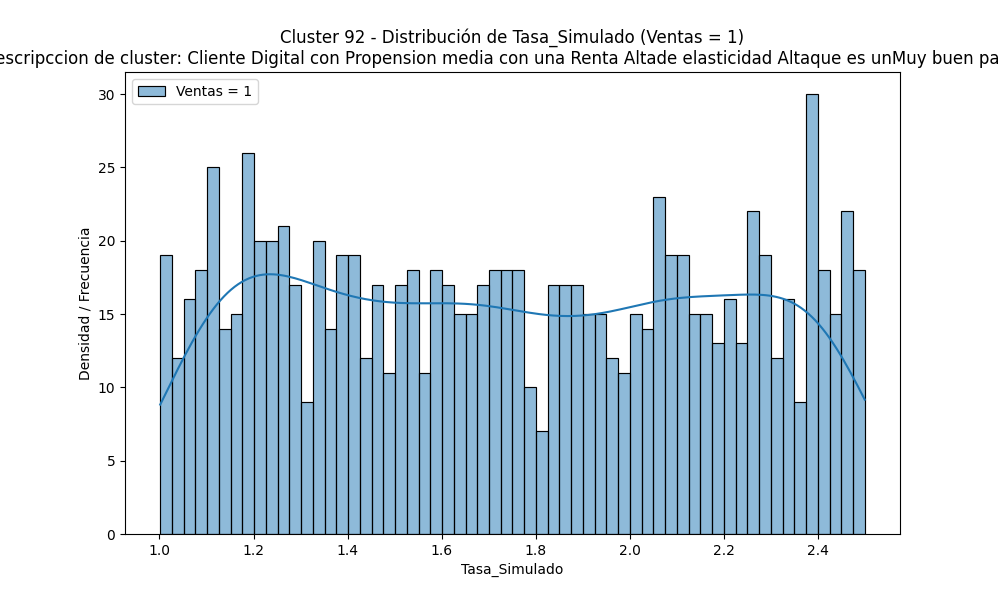 Cluster 92 - Distribución de Tasa_Simulado (Ventas = 1)
escripccion de cluster: Cliente Digital con Propension media con una Renta Altade elasticidad Altaque es unMuy buen pa
Ventas = 1
30
25
20
15
10
5
0
Densidad / Frecuencia
1.0 1.2 1.4 1.6 1.8 2.0 2.2 2.4
Tasa_Simulado